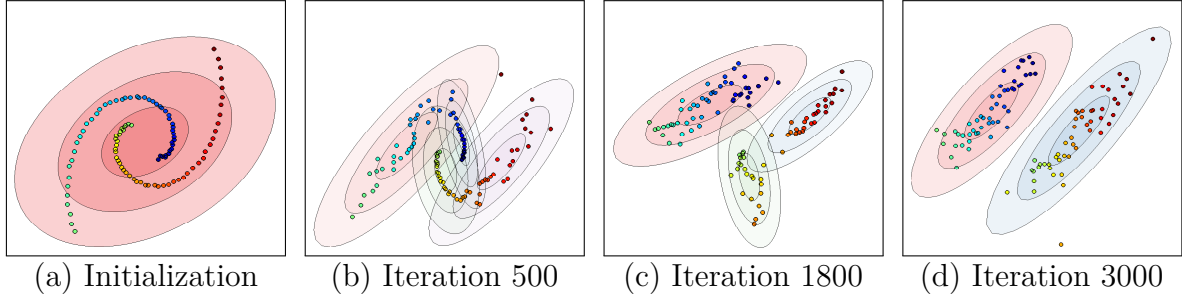 (a) Initialization
(b) Iteration 500
(c) Iteration 1800
(d) Iteration 3000